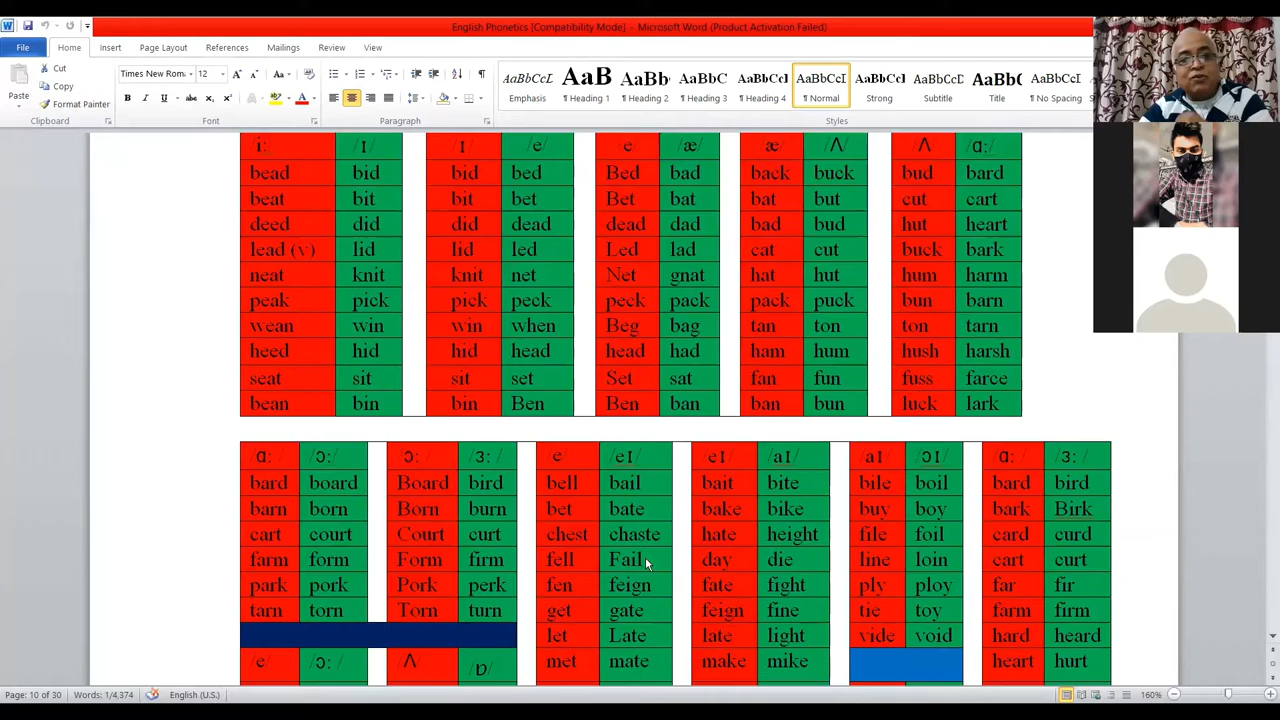 English Phonetics [Compatibility Mode] - Microsoft Word (Product Activation Failed)
File Home Insert Page Layout References Mailings Review View
Cut
Copy
Format Painter
Paste
Times New Rom 12
AaBbCcI AaB AaBb( AaBbC AaBbCcI AaBbCcI AaBbCcI AaBbCcD AaB( AaBbCcI
Emphasis ¶ Heading 1 ¶ Heading 2 ¶ Heading 3 ¶ Heading 4 ¶ Normal Strong Subtitle Title ¶ No Spacing
Clipboard Font Paragraph Styles
/i: /ɪ/ /ɪ /e/ /e /æ/ /æ /Λ/ /Λ /ɑ:/
bead bid bid bed Bed bad back buck bud bard
beat bit bit bet Bet bat bat but cut cart
deed did did dead dead dad bad bud hut heart
lead (v) lid lid led Led lad cat cut buck bark
neat knit knit net Net gnat hat hut hum harm
peak pick pick peck peck pack pack puck bun barn
wean win win when Beg bag tan ton ton tarn
heed hid hid head head had ham hum hush harsh
seat sit sit set Set sat fan fun fuss farce
bean bin bin Ben Ben ban ban bun luck lark
ɑ: / /ɔ:/ ɔ: / /ɜ: / e /eɪ/ /eɪ/ /aɪ/ /aɪ/ /ɔɪ/ /ɑ: /ɜ: /
bard board Board bird bell bail bait bite bile boil bard bird
barn born Born burn bet bate bake bike buy boy bark Birk
cart court Court curt chest chaste hate height file foil card curd
farm form Form firm fell Fail day die line loin cart curt
park pork Pork perk fen feign fate fight ply ploy far fir
tarn torn Torn turn get gate feign fine tie toy farm firm
let Late late light vide void hard heard
/e/ /ɔ: / /Λ /ɒ/ met mate make mike heart hurt
Page: 10 of 30 Words: 1/4,374 English (U.S.) 160%